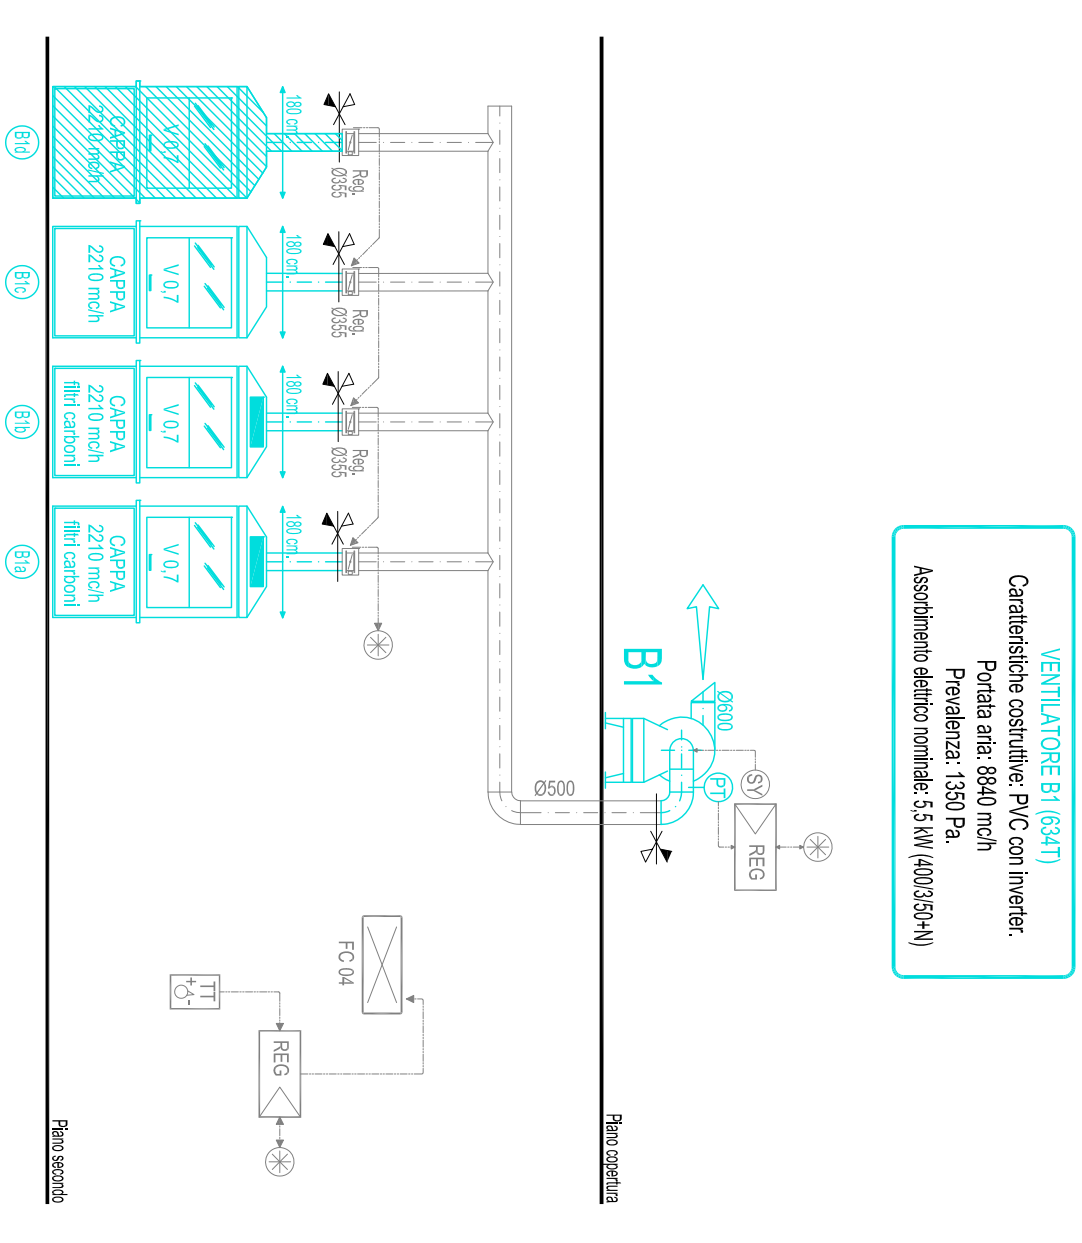 VENTILATORE B1 (634T)
Caratteristiche costruttive: PVC con inverter.
Portata aria: 8840 mc/h
Prevalenza: 1350 Pa.
Assorbimento elettrico nominale: 5,5 kW (400/3/50+N)
REG
SY
PT
Ø600
B1
Piano copertura
Ø500
Reg.
Ø355
Reg.
Ø355
Reg.
Ø355
FC 04
180 cm.
180 cm.
180 cm.
180 cm.
REG
TT
+
-
V 0,7
V 0,7
V 0,7
V 0,7
CAPPA
2210 mc/h
CAPPA
2210 mc/h
CAPPA
2210 mc/h
filtri carboni
CAPPA
2210 mc/h
filtri carboni
Piano secondo
B1d
B1c
B1b
B1a